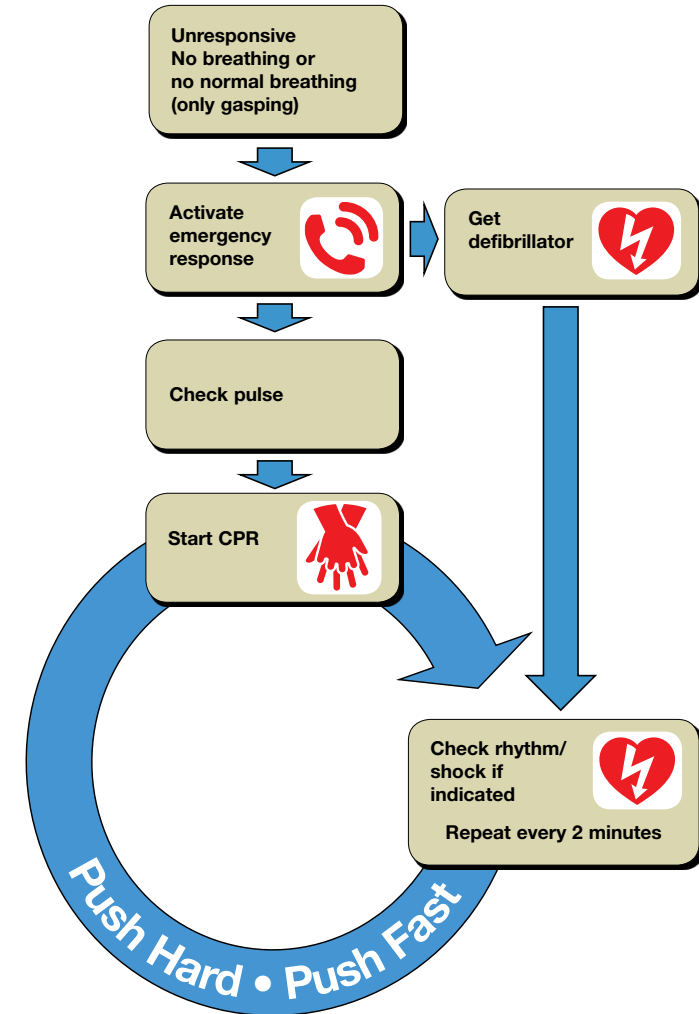 Unresponsive
No breathing or
no normal breathing
(only gasping)
Activate
emergency
response
Get
defibrillator
Check pulse
Start CPR
Check rhythm/
shock if
indicated
Repeat every 2 minutes
Push Hard • Push Fast